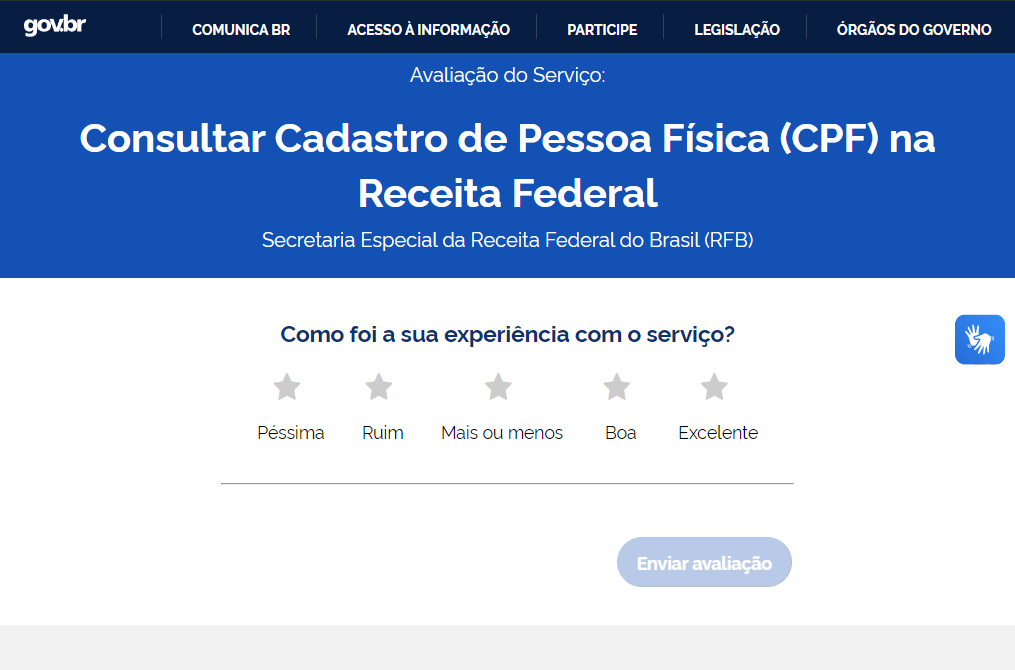 gov.br
COMUNICA BR
ACESSO À INFORMAÇÃO
PARTICIPE
LEGISLAÇÃO
ÓRGÃOS DO GOVERNO
Avaliação do Serviço:
Consultar Cadastro de Pessoa Física (CPF) na
Receita Federal
Secretaria Especial da Receita Federal do Brasil (RFB)
Como foi a sua experiência com o serviço?
Péssima
Ruim
Mais ou menos
Boa
Excelente
Enviar avaliação